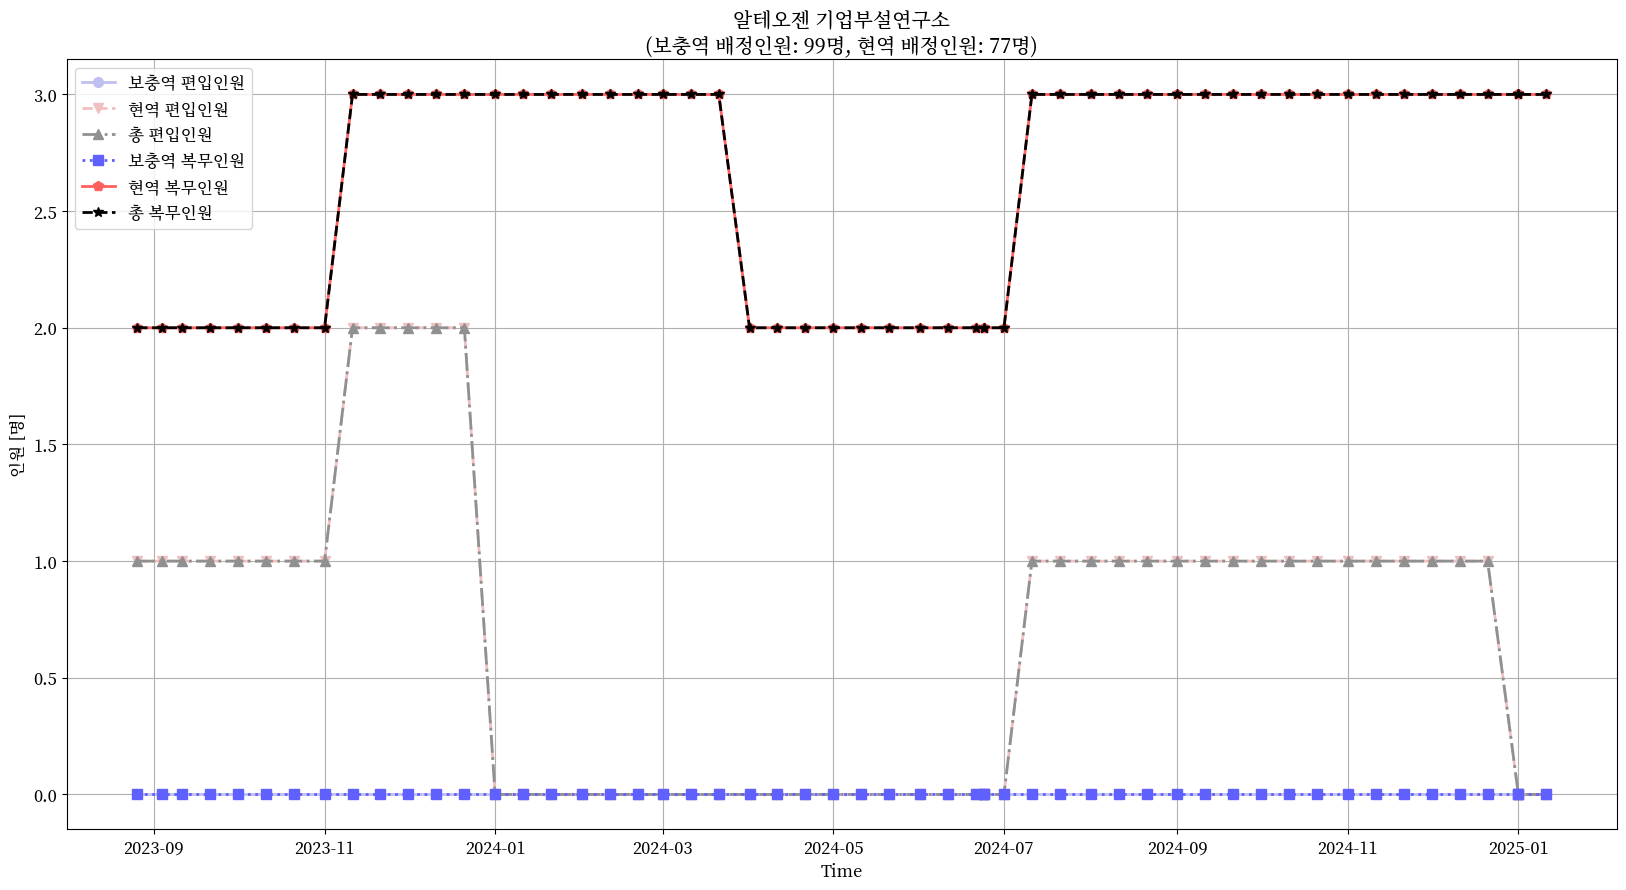 알테오젠 기업부설연구소
(보충역 배정인원: 99명, 현역 배정인원: 77명)
보충역 편입인원
현역 편입인원
총 편입인원
보충역 복무인원
현역 복무인원
총 복무인원
인원 [명]
3.0
2.5
2.0
1.5
1.0
0.5
0.0
2023-09
2023-11
2024-01
2024-03
2024-05
2024-07
2024-09
2024-11
2025-01
Time